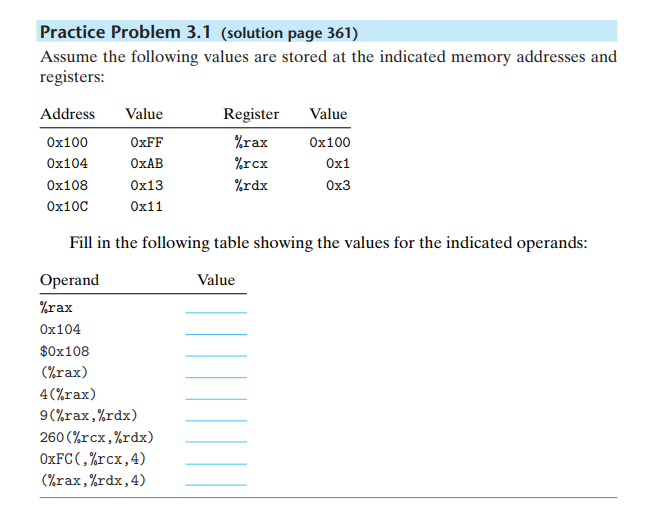 Practice Problem 3.1 (solution page 361)
Assume the following values are stored at the indicated memory addresses and
registers:
Address Value Register Value
0x100 0xFF %rax 0x100
0x104 0xAB %rcx 0x1
0x108 0x13 %rdx 0x3
0x10C 0x11
Fill in the following table showing the values for the indicated operands:
Operand Value
%rax
0x104
$0x108
(%rax)
4(%rax)
9(%rax,%rdx)
260(%rcx,%rdx)
0xFC(,%rcx,4)
(%rax,%rdx,4)